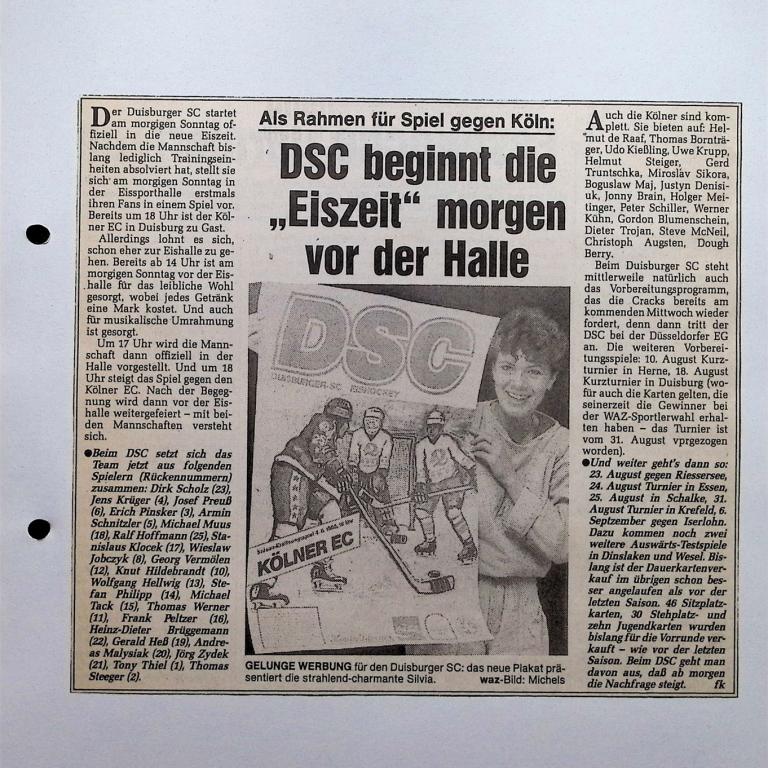 Als Rahmen für Spiel gegen Köln:
DSC beginnt die
„Eiszeit“ morgen
vor der Halle
Der Duisburger SC startet
am morgigen Sonntag of-
fiziell in die neue Eiszeit.
Nachdem die Mannschaft bis-
lang lediglich Trainingsein-
heiten absolviert hat, stellt sie
sich am morgigen Sonntag in
der Eissporthalle erstmals
ihren Fans in einem Spiel vor.
Bereits um 18 Uhr ist der Köl-
ner EC in Duisburg zu Gast.
Allerdings lohnt es sich,
schon eher zur Eishalle zu ge-
hen. Bereits ab 14 Uhr ist am
morgigen Sonntag vor der Eis-
halle für das leibliche Wohl
gesorgt, wobei jedes Getränk
eine Mark kostet. Und auch
für musikalische Umrahmung
ist gesorgt.
Um 17 Uhr wird die Mann-
schaft dann offiziell in der
Halle vorgestellt. Und um 18
Uhr steigt das Spiel gegen den
Kölner EC. Nach der Begeg-
nung wird dann vor der Eis-
halle weitergefeiert – mit bei-
den Mannschaften versteht
sich.
●Beim DSC setzt sich das
Team jetzt aus folgenden
Spielern (Rückennummern)
zusammen: Dirk Scholz (23),
Jens Krüger (4), Josef Preuß
(6), Erich Pinsker (3), Armin
Schnitzler (5), Michael Muus
(18), Ralf Hoffmann (25), Sta-
nislaus Klocek (17), Wieslaw
Jobczyk (8), Georg Vermölen
(12), Knut Hildebrandt (10),
Wolfgang Hellwig (13), Ste-
fan Philipp (14), Michael
Tack (15), Thomas Werner
(11), Frank Peltzer (16),
Heinz-Dieter Brüggemann
(22), Gerald Heß (19), Andre-
as Malysiak (20), Jörg Zydek
(21), Tony Thiel (1), Thomas
Steeger (2).
DSC
DUISBURGER-SC EISHOCKEY
KÖLNER EC
GELUNGE WERBUNG für den Duisburger SC: das neue Plakat prä-
sentiert die strahlend-charmante Silvia. waz-Bild: Michels
Auch die Kölner sind kom-
plett. Sie bieten auf: Hel-
mut de Raaf, Thomas Bornträ-
ger, Udo Kießling, Uwe Krupp,
Helmut Steiger, Gerd
Truntschka, Miroslav Sikora,
Boguslaw Maj, Justyn Denisi-
uk, Jonny Brain, Holger Mei-
tinger, Peter Schiller, Werner
Kühn, Gordon Blumenschein,
Dieter Trojan, Steve McNeil,
Christoph Augsten, Dough
Berry.
Beim Duisburger SC steht
mittlerweile natürlich auch
das Vorbereitungsprogramm,
das die Cracks bereits am
kommenden Mittwoch wieder
fordert, denn dann tritt der
DSC bei der Düsseldorfer EG
an. Die weiteren Vorberei-
tungsspiele: 10. August Kurz-
turnier in Herne, 18. August
Kurzturnier in Duisburg (wo-
für auch die Karten gelten, die
seinerzeit die Gewinner bei
der WAZ-Sportlerwahl erhal-
ten haben – das Turnier ist
vom 31. August vprgezogen
worden).
●Und weiter geht's dann so:
23. August gegen Riessersee,
24. August Turnier in Essen,
25. August in Schalke, 31.
August Turnier in Krefeld, 6.
Septzember gegen Iserlohn.
Dazu kommen noch zwei
weitere Auswärts-Testspiele
in Dinslaken und Wesel. Bis-
lang ist der Dauerkartenver-
kauf im übrigen schon bes-
ser angelaufen als vor der
letzten Saison. 46 Sitzplatz-
karten, 30 Stehplatz- und
zehn Jugendkarten wurden
bislang für die Vorrunde ver-
kauft – wie vor der letzten
Saison. Beim DSC geht man
davon aus, daß ab morgen
die Nachfrage steigt. fk